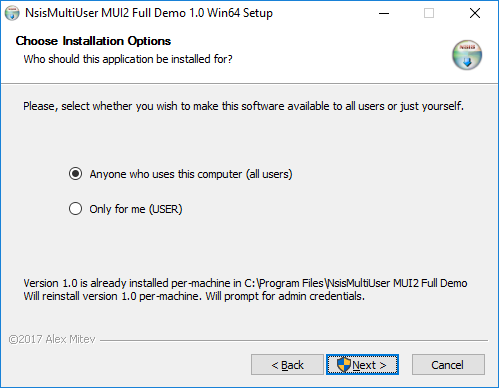 NsisMultiUser MUI2 Full Demo 1.0 Win64 Setup
Choose Installation Options
Who should this application be installed for?
Please, select whether you wish to make this software available to all users or just yourself.
Anyone who uses this computer (all users)
Only for me (USER)
Version 1.0 is already installed per-machine in C:\Program Files\NsisMultiUser MUI2 Full Demo
Will reinstall version 1.0 per-machine. Will prompt for admin credentials.
©2017 Alex Mitev
< Back Next > Cancel